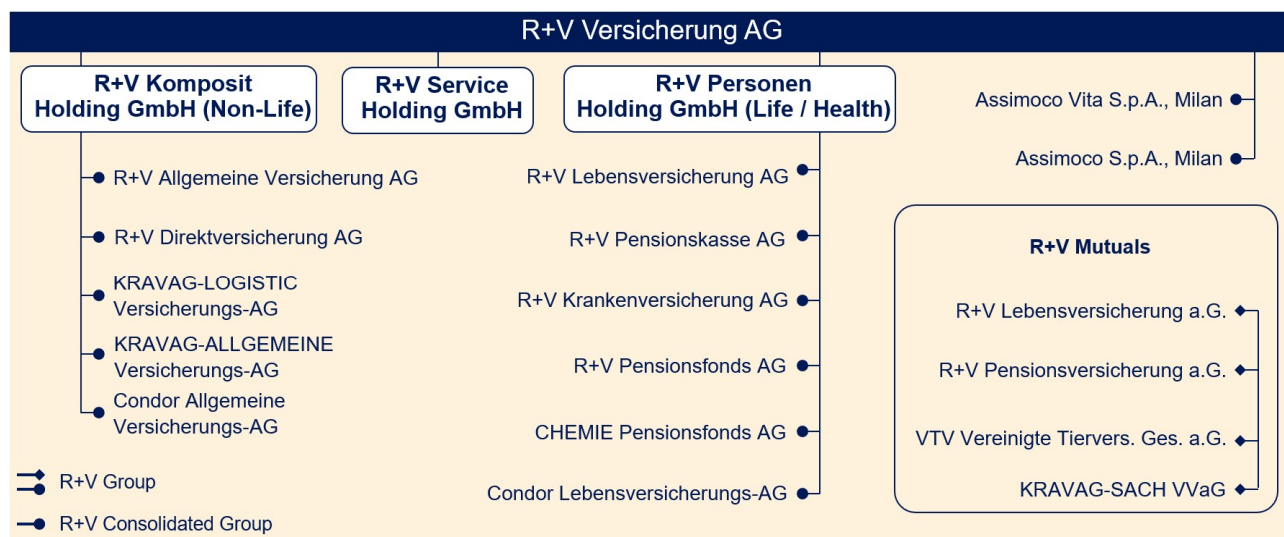 R+V Versicherung AG
R+V Komposit
Holding GmbH (Non-Life)
R+V Allgemeine Versicherung AG
R+V Direktversicherung AG
KRAVAG-LOGISTIC
Versicherungs-AG
KRAVAG-ALLGEMEINE
Versicherungs-AG
Condor Allgemeine
Versicherungs-AG
R+V Service
Holding GmbH
R+V Personen
Holding GmbH (Life / Health)
R+V Lebensversicherung AG
R+V Pensionskasse AG
R+V Krankenversicherung AG
R+V Pensionsfonds AG
CHEMIE Pensionsfonds AG
Condor Lebensversicherungs-AG
Assimoco Vita S.p.A., Milan
Assimoco S.p.A., Milan
R+V Mutuals
R+V Lebensversicherung a.G.
R+V Pensionsversicherung a.G.
VTV Vereinigte Tiervers. Ges. a.G.
KRAVAG-SACH VVaG
R+V Group
R+V Consolidated Group